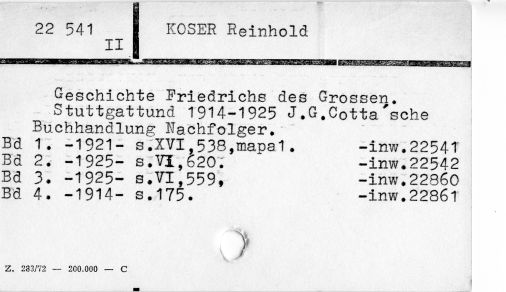 22 541
II
KOSER Reinhold
Geschichte Friedrichs des Grossen.
Stuttgattund 1914-1925 J.G.Cotta'sche
Buchhandlung Nachfolger.
Bd 1. -1921- s.XVI,538,mapa1. -inw.22541
Bd 2. -1925- s.VI,620. -inw.22542
Bd 3. -1925- s.VI,559, -inw.22860
Bd 4. -1914- s.175. -inw.22861
Z. 283/72 — 200.000 — C